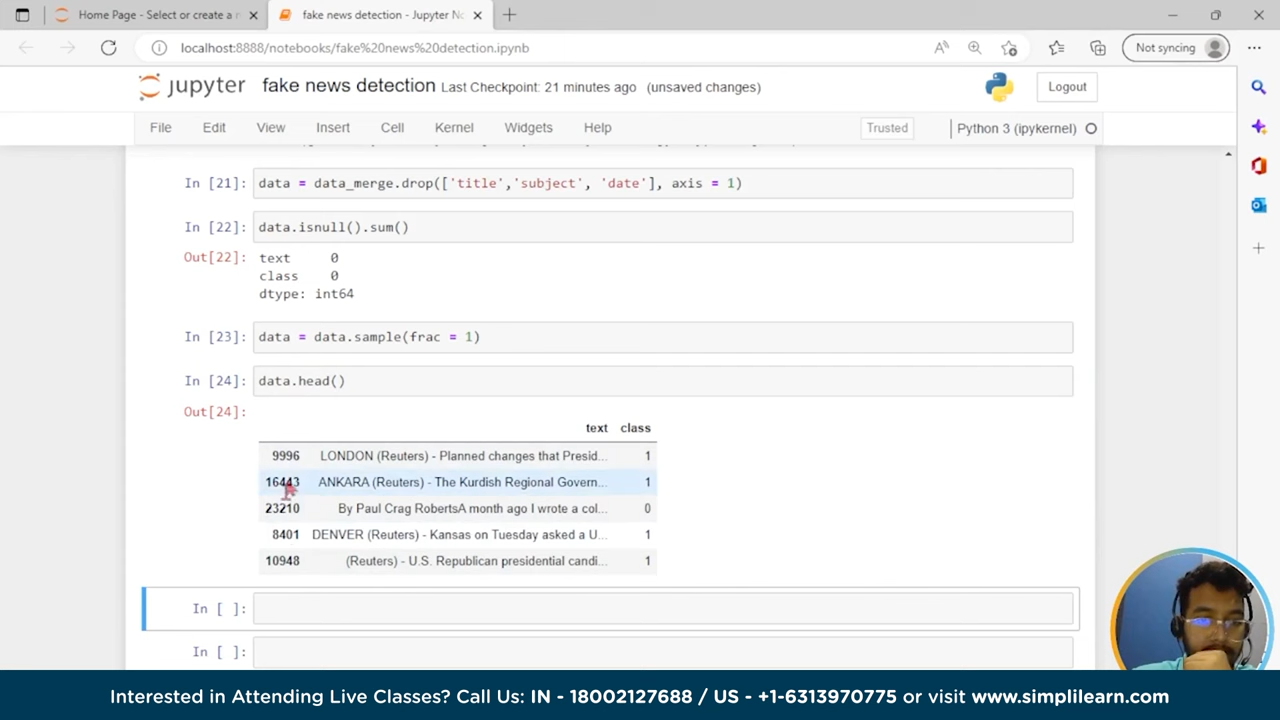 Home Page - Select or create a n
fake news detection - Jupyter No
localhost:8888/notebooks/fake%20news%20detection.ipynb
Not syncing
jupyter fake news detection Last Checkpoint: 21 minutes ago (unsaved changes)
Logout
File Edit View Insert Cell Kernel Widgets Help
Trusted
Python 3 (ipykernel)
In [21]: data = data_merge.drop(['title','subject', 'date'], axis = 1)
In [22]: data.isnull().sum()
Out[22]: text 0
class 0
dtype: int64
In [23]: data = data.sample(frac = 1)
In [24]: data.head()
Out[24]:
text class
9996 LONDON (Reuters) - Planned changes that Presid... 1
16443 ANKARA (Reuters) - The Kurdish Regional Govern... 1
23210 By Paul Crag RobertsA month ago I wrote a col... 0
8401 DENVER (Reuters) - Kansas on Tuesday asked a U... 1
10948 (Reuters) - U.S. Republican presidential candi... 1
In [ ]:
In [ ]:
Interested in Attending Live Classes? Call Us: IN - 18002127688 / US - +1-6313970775 or visit www.simplilearn.com